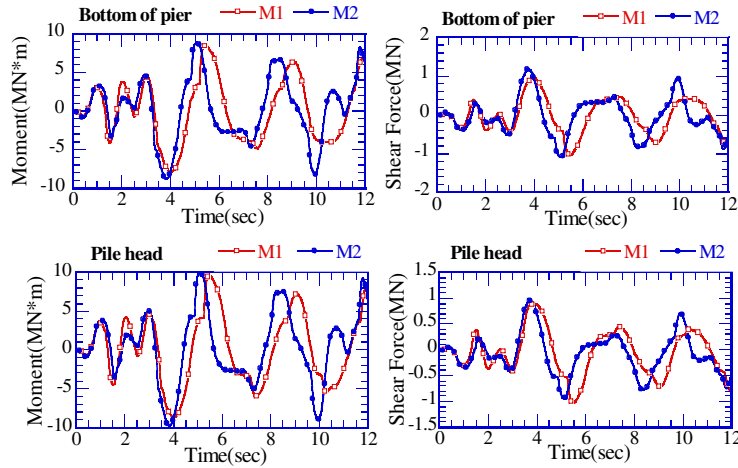 Bottom of pier M1 M2
10
5
0
-5
-10
Moment(MN*m)
0 2 4 6 8 10 12
Time(sec)
Bottom of pier M1 M2
2
1
0
-1
-2
Shear Force(MN)
0 2 4 6 8 10 12
Time(sec)
Pile head M1 M2
10
5
0
-5
-10
Moment(MN*m)
0 2 4 6 8 10 12
Time(sec)
Pile head M1 M2
1.5
1
0.5
0
-0.5
-1
-1.5
Shear Force(MN)
0 2 4 6 8 10 12
Time(sec)